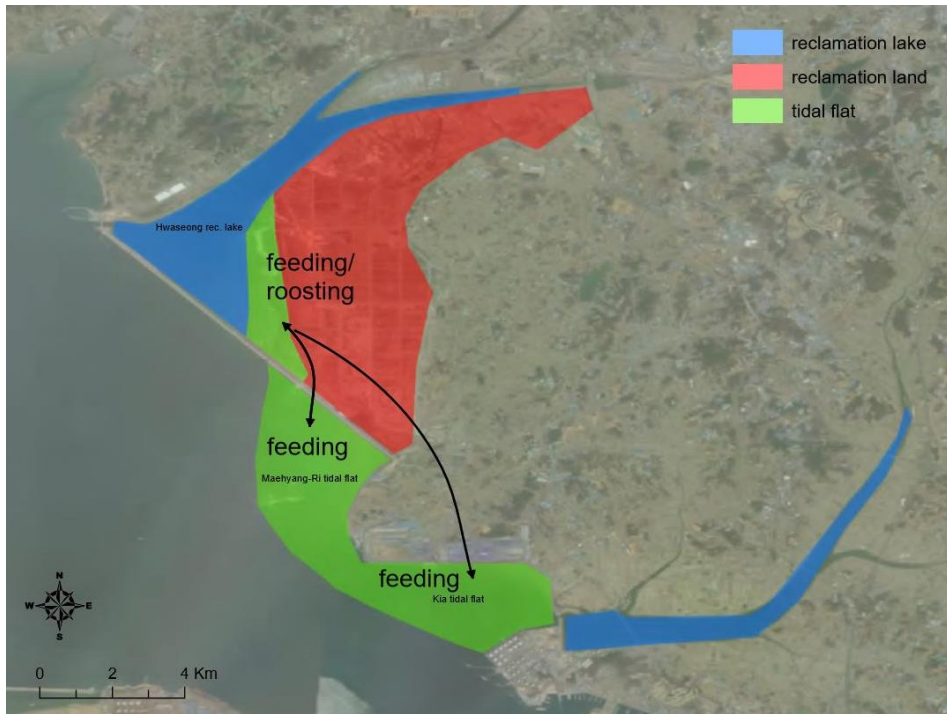 reclamation lake
reclamation land
tidal flat
Hwaseong rec. lake
feeding/
roosting
feeding
Maehyang-Ri tidal flat
feeding
Kia tidal flat
N
W E
S
0 2 4 Km